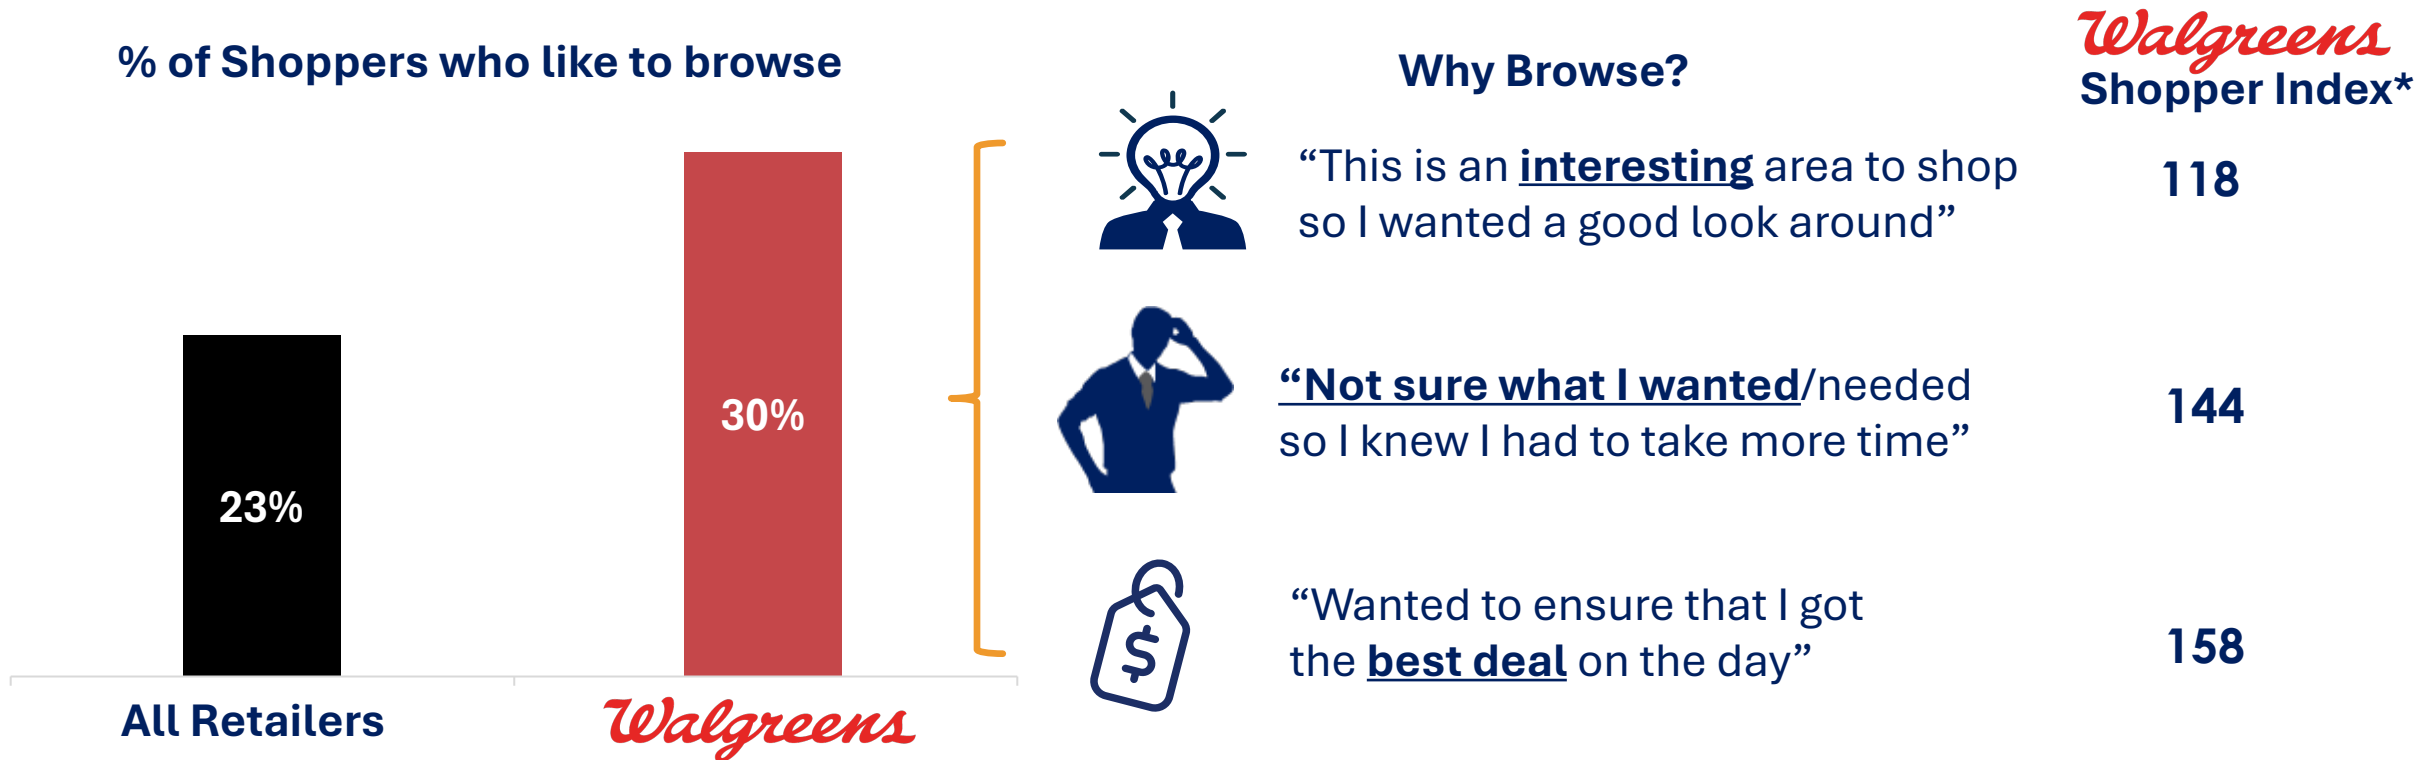 % of Shoppers who like to browse
23%
30%
All Retailers
Walgreens
Why Browse?
Walgreens
Shopper Index*
“This is an interesting area to shop
so I wanted a good look around”
118
“Not sure what I wanted/needed
so I knew I had to take more time”
144
$
“Wanted to ensure that I got
the best deal on the day”
158